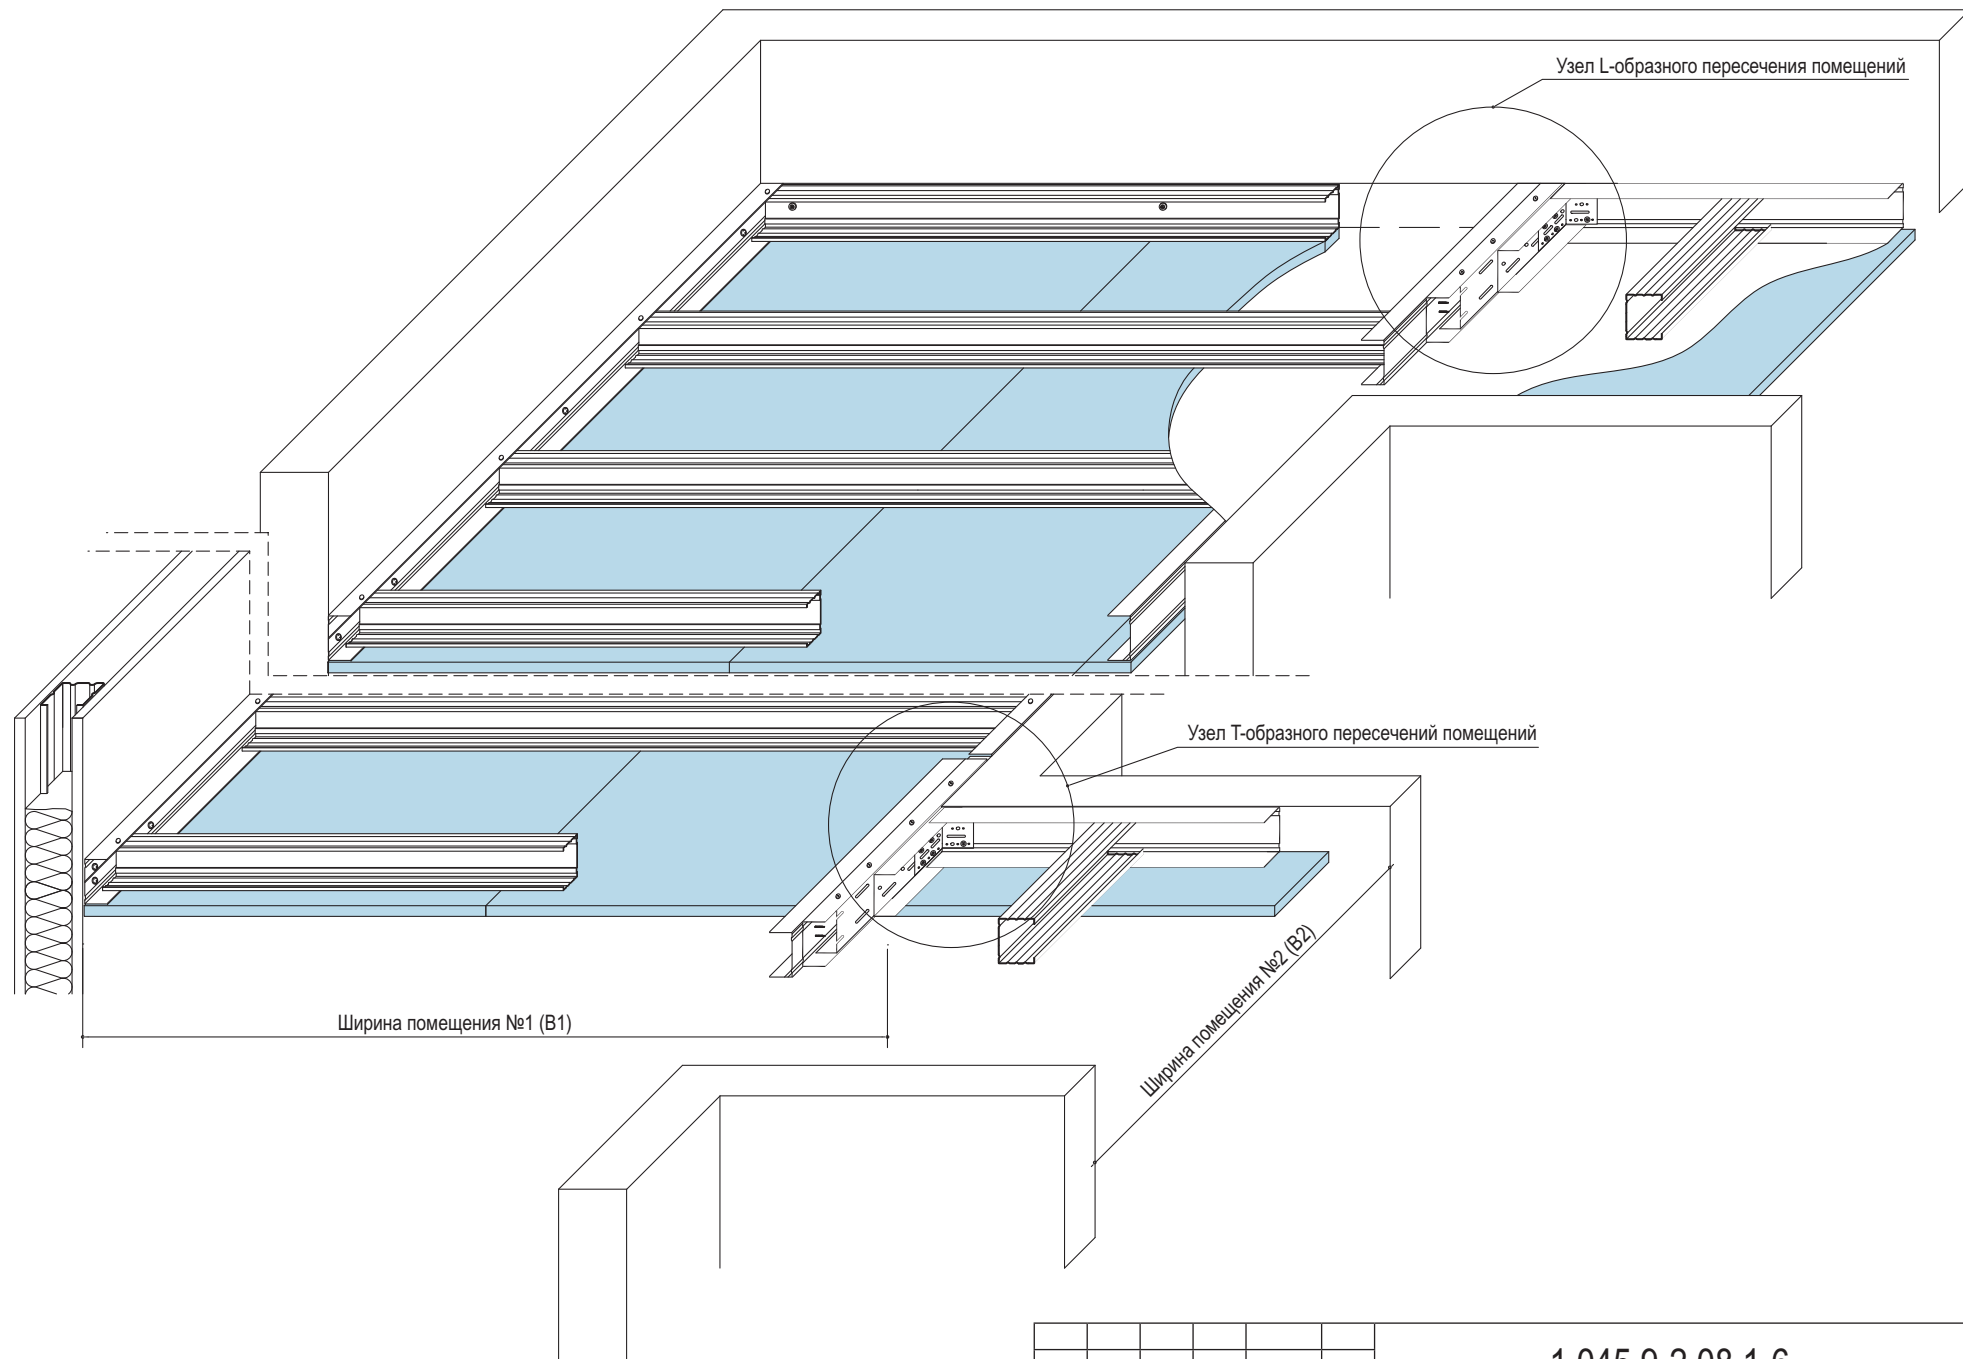 Узел L-образного пересечения помещений
Узел Т-образного пересечений помещений
Ширина помещения №1 (В1)
Ширина помещения №2 (В2)
1.045.9-2.08.1-6